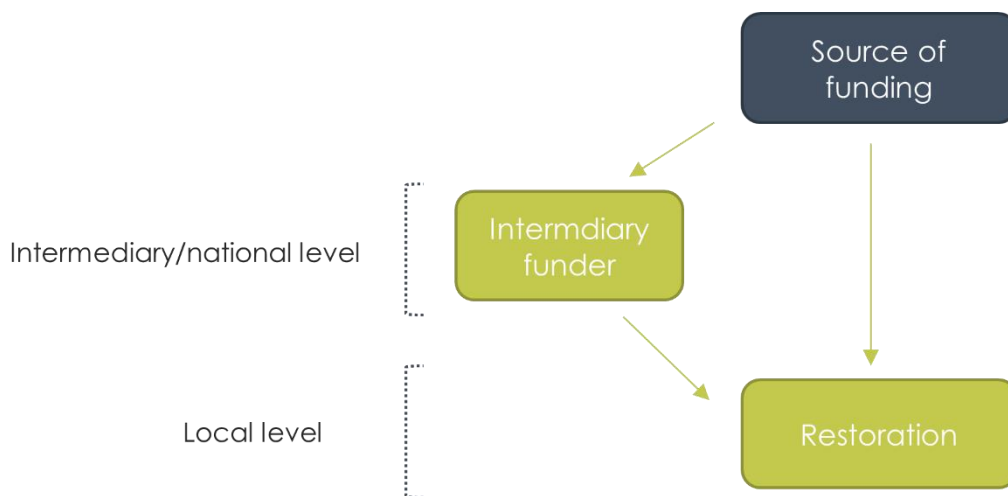 Source of
funding
Intermdiary
funder
Intermediary/national level
Local level
Restoration